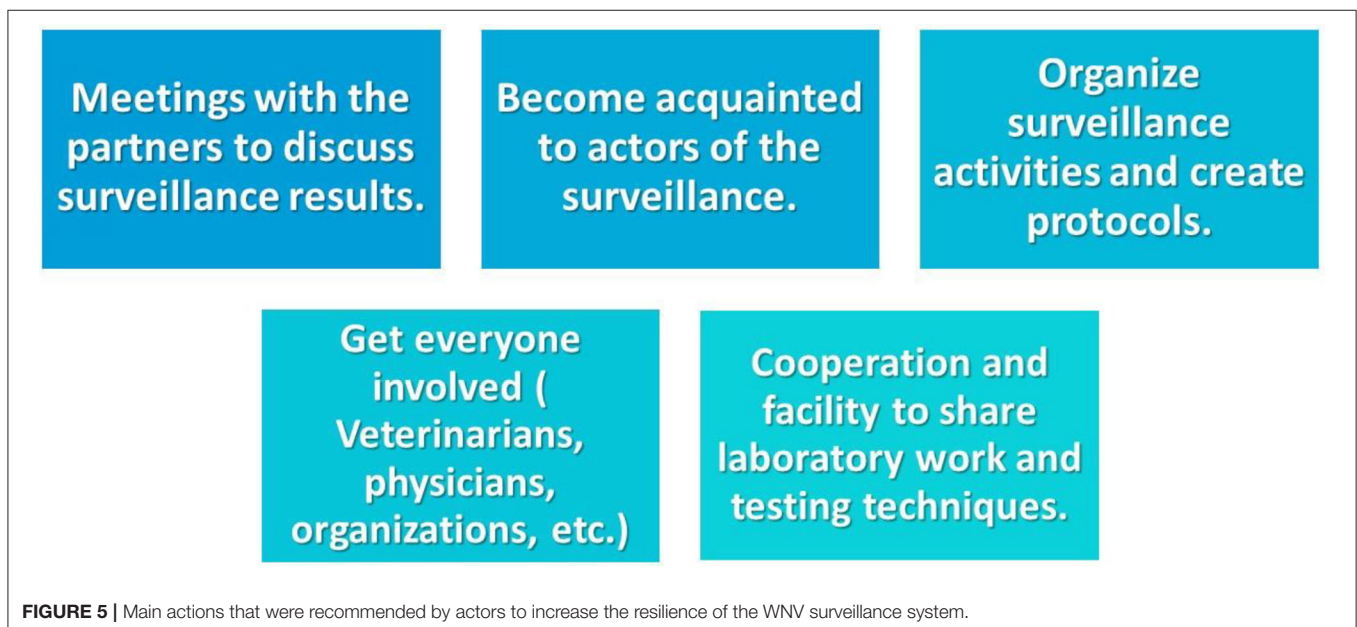 Meetings with the
partners to discuss
surveillance results.
Become acquainted
to actors of the
surveillance.
Organize
surveillance
activities and create
protocols.
Get everyone
involved (
Veterinarians,
physicians,
organizations, etc.)
Cooperation and
facility to share
laboratory work and
testing techniques.
FIGURE 5 | Main actions that were recommended by actors to increase the resilience of the WNV surveillance system.